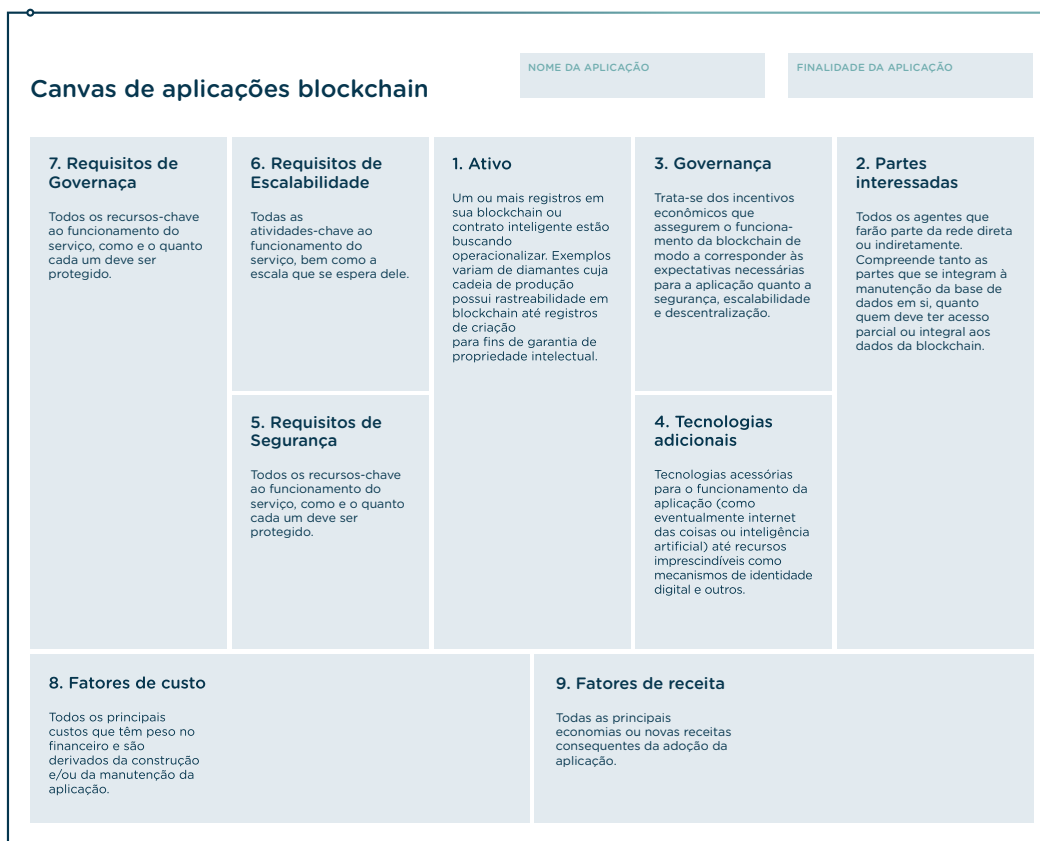 NOME DA APLICAÇÃO
FINALIDADE DA APLICAÇÃO
Canvas de aplicações blockchain
7. Requisitos de
Governaça
Todos os recursos-chave
ao funcionamento do
serviço, como e o quanto
cada um deve ser
protegido.
6. Requisitos de
Escalabilidade
Todas as
atividades-chave ao
funcionamento do
serviço, bem como a
escala que se espera dele.
5. Requisitos de
Segurança
Todos os recursos-chave
ao funcionamento do
serviço, como e o quanto
cada um deve ser
protegido.
1. Ativo
Um ou mais registros em
sua blockchain ou
contrato inteligente estão
buscando
operacionalizar. Exemplos
variam de diamantes cuja
cadeia de produção
possui rastreabilidade em
blockchain até registros
de criação
para fins de garantia de
propriedade intelectual.
3. Governança
Trata-se dos incentivos
econômicos que
assegurem o funciona-
mento da blockchain de
modo a corresponder às
expectativas necessárias
para a aplicação quanto a
segurança, escalabilidade
e descentralização.
4. Tecnologias
adicionais
Tecnologias acessórias
para o funcionamento da
aplicação (como
eventualmente internet
das coisas ou inteligência
artificial) até recursos
imprescindíveis como
mecanismos de identidade
digital e outros.
2. Partes
interessadas
Todos os agentes que
farão parte da rede direta
ou indiretamente.
Compreende tanto as
partes que se integram à
manutenção da base de
dados em si, quanto
quem deve ter acesso
parcial ou integral aos
dados da blockchain.
8. Fatores de custo
Todos os principais
custos que têm peso no
financeiro e são
derivados da construção
e/ou da manutenção da
aplicação.
9. Fatores de receita
Todas as principais
economias ou novas receitas
consequentes da adoção da
aplicação.